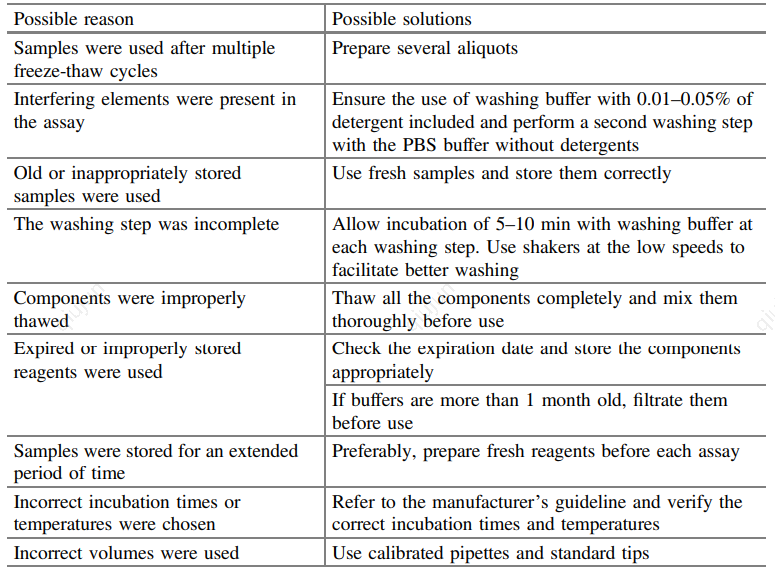 Possible reason
Possible solutions
Samples were used after multiple
freeze-thaw cycles
Prepare several aliquots
Interfering elements were present in
the assay
Ensure the use of washing buffer with 0.01–0.05% of
detergent included and perform a second washing step
with the PBS buffer without detergents
Old or inappropriately stored
samples were used
Use fresh samples and store them correctly
The washing step was incomplete
Allow incubation of 5–10 min with washing buffer at
each washing step. Use shakers at the low speeds to
facilitate better washing
Components were improperly
thawed
Thaw all the components completely and mix them
thoroughly before use
Expired or improperly stored
reagents were used
Check the expiration date and store the components
appropriately
If buffers are more than 1 month old, filtrate them
before use
Samples were stored for an extended
period of time
Preferably, prepare fresh reagents before each assay
Incorrect incubation times or
temperatures were chosen
Refer to the manufacturer’s guideline and verify the
correct incubation times and temperatures
Incorrect volumes were used
Use calibrated pipettes and standard tips